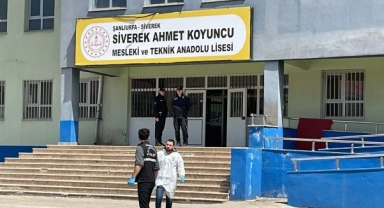 ŞANLIURFA - SİVEREK
SİVEREK AHMET KOYUNCU
MESLEKİ ve TEKNİK ANADOLU LİSESİ